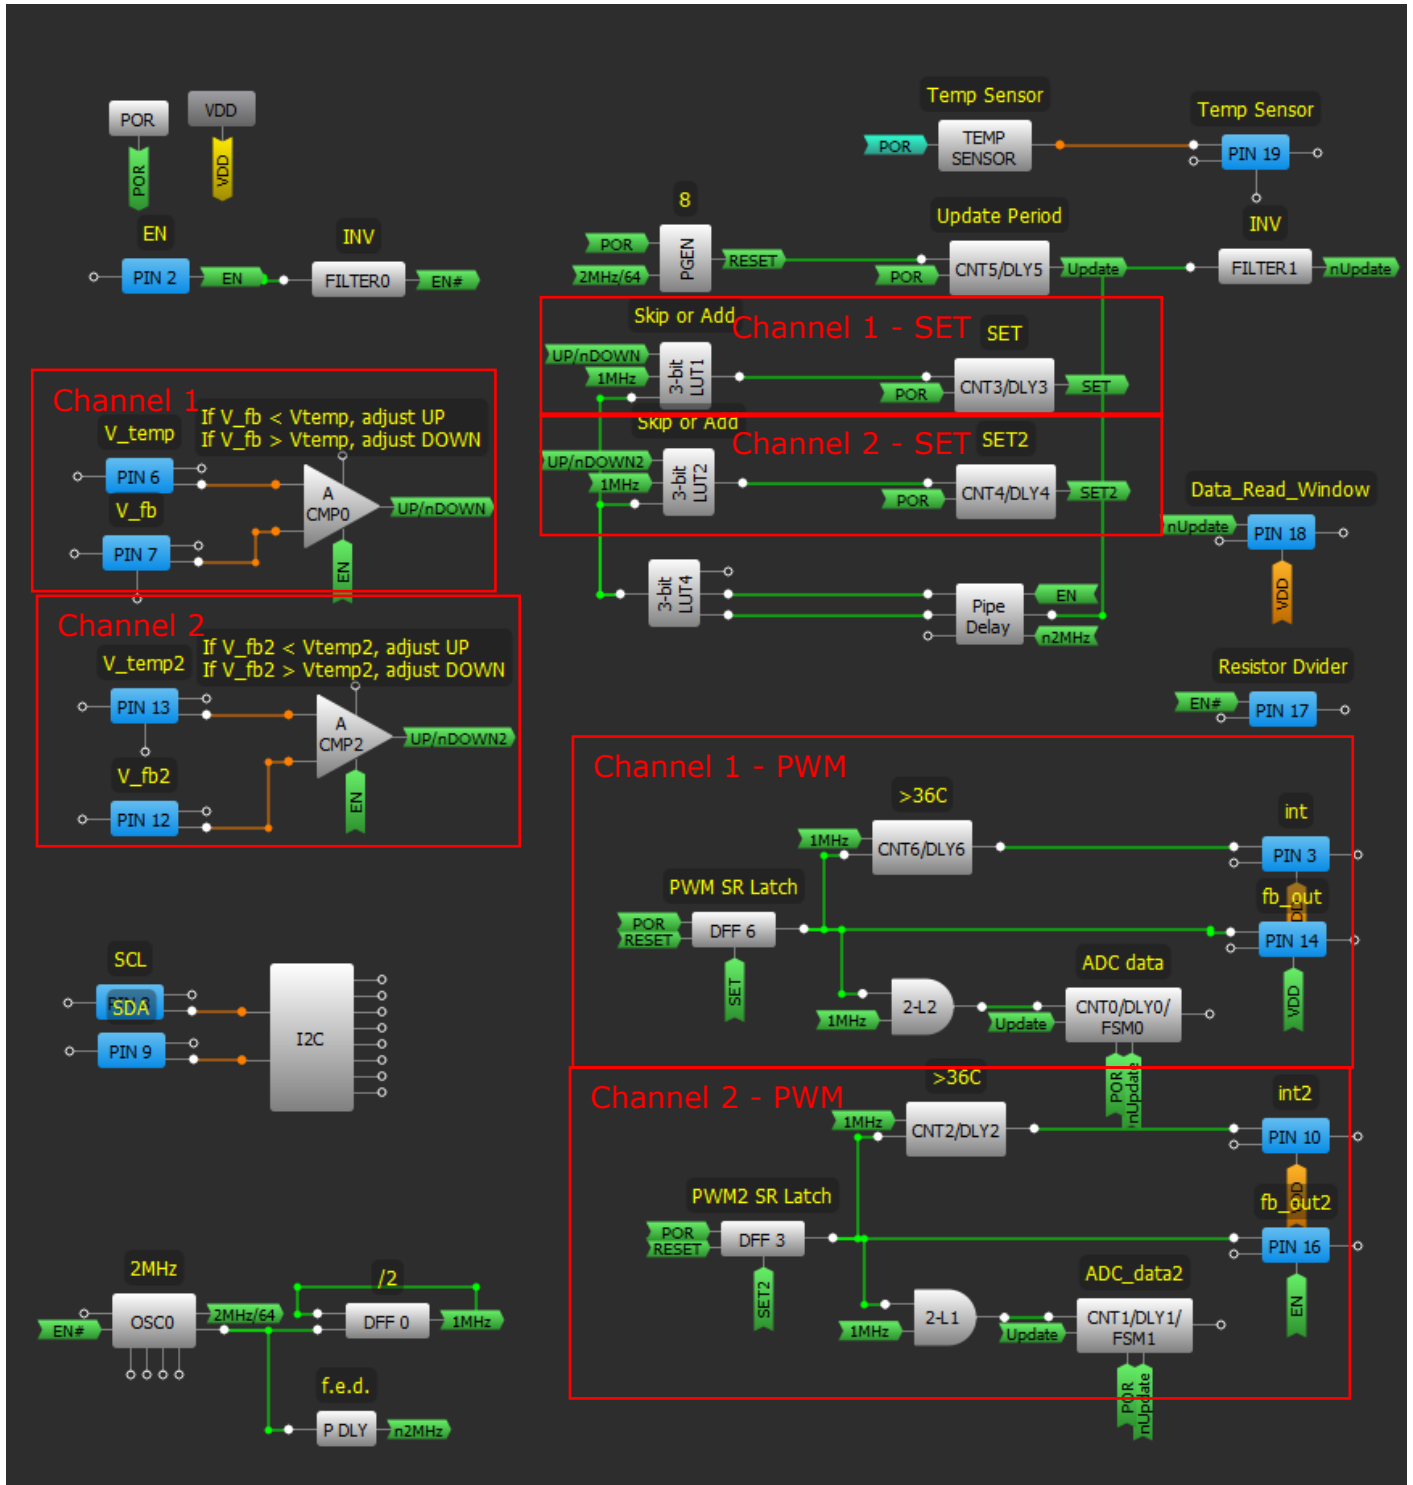 POR
VDD
POR
VDD
EN
PIN 2
EN
INV
FILTER0
EN#
Temp Sensor
POR
TEMP
SENSOR
Temp Sensor
PIN 19
8
POR
2MHz/64
PGEN
RESET
Update Period
POR
CNT5/DLY5
Update
INV
FILTER1
nUpdate
Channel 1 - SET
Skip or Add
UP/nDOWN
1MHz
3-bit
LUT1
SET
POR
CNT3/DLY3
SET
Channel 2 - SET
Skip or Add
UP/nDOWN2
1MHz
3-bit
LUT2
SET2
POR
CNT4/DLY4
SET2
3-bit
LUT4
Pipe
Delay
EN
n2MHz
Data_Read_Window
nUpdate
PIN 18
VDD
Resistor Dvider
EN#
PIN 17
Channel 1
If V_fb < Vtemp, adjust UP
If V_fb > Vtemp, adjust DOWN
V_temp
PIN 6
V_fb
PIN 7
A
CMP0
UP/nDOWN
EN
Channel 2
If V_fb2 < Vtemp2, adjust UP
If V_fb2 > Vtemp2, adjust DOWN
V_temp2
PIN 13
V_fb2
PIN 12
A
CMP2
UP/nDOWN2
EN
SCL
SDA
PIN 9
I2C
2MHz
EN#
OSC0
2MHz/64
/2
DFF 0
1MHz
f.e.d.
P DLY
n2MHz
Channel 1 - PWM
>36C
1MHz
CNT6/DLY6
int
PIN 3
PWM SR Latch
POR
RESET
DFF 6
SET
fb_out
PIN 14
VDD
1MHz
2-L2
ADC data
Update
CNT0/DLY0/
FSM0
POR
nUpdate
Channel 2 - PWM
>36C
1MHz
CNT2/DLY2
int2
PIN 10
PWM2 SR Latch
POR
RESET
DFF 3
SET2
fb_out2
PIN 16
EN
1MHz
2-L1
ADC_data2
Update
CNT1/DLY1/
FSM1
POR
nUpdate